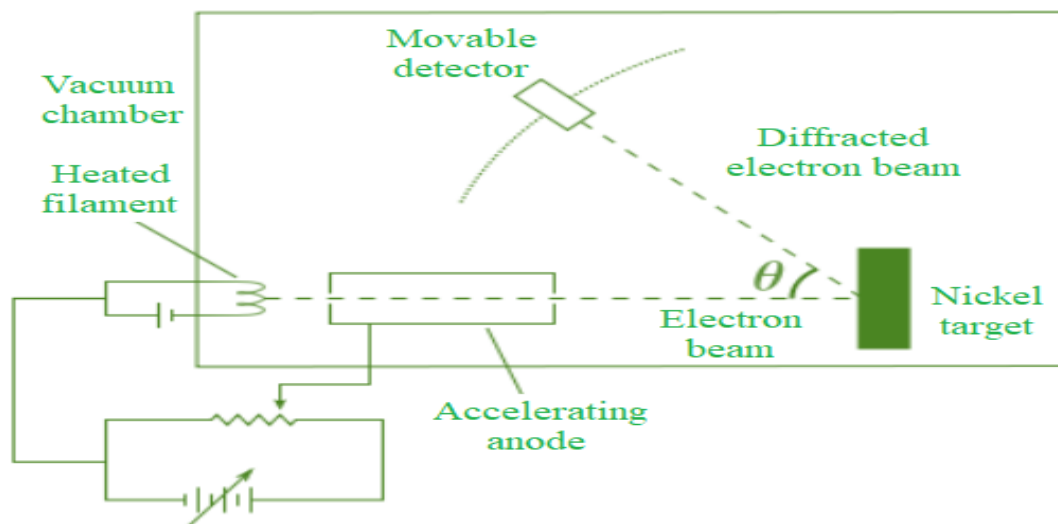 Movable
detector
Vacuum
chamber
Heated
filament
Diffracted
electron beam
θ
Electron
beam
Nickel
target
Accelerating
anode